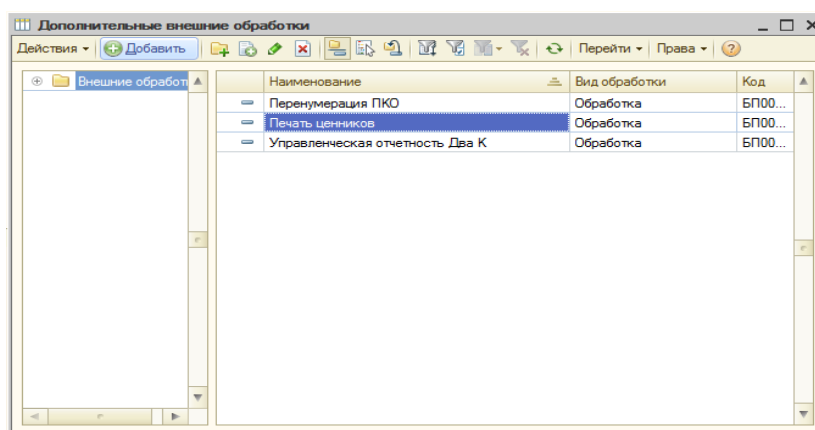 Дополнительные внешние обработки
Действия Добавить Перейти Права
Внешние обработ
Наименование Вид обработки Код
Перенумерация ПКО Обработка БП00...
Печать ценников Обработка БП00...
Управленческая отчетность Два К Обработка БП00...